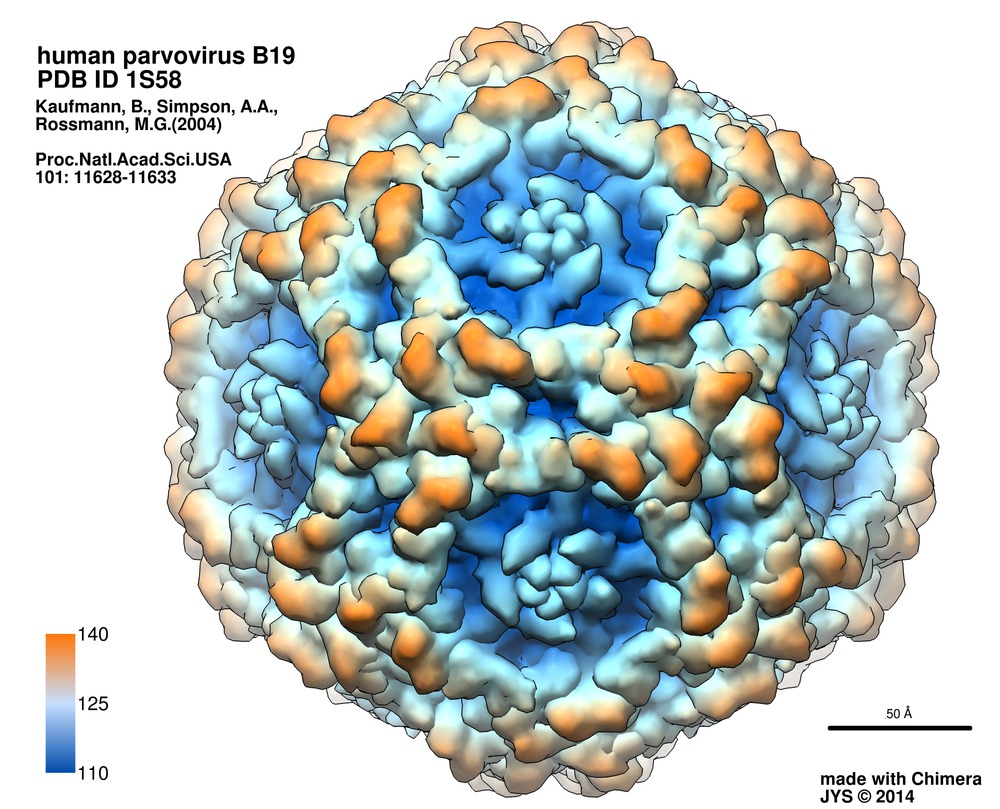 human parvovirus B19
PDB ID 1S58
Kaufmann, B., Simpson, A.A.,
Rossmann, M.G.(2004)
Proc.Natl.Acad.Sci.USA
101: 11628-11633
140
125
110
50 Å
made with Chimera
JYS © 2014